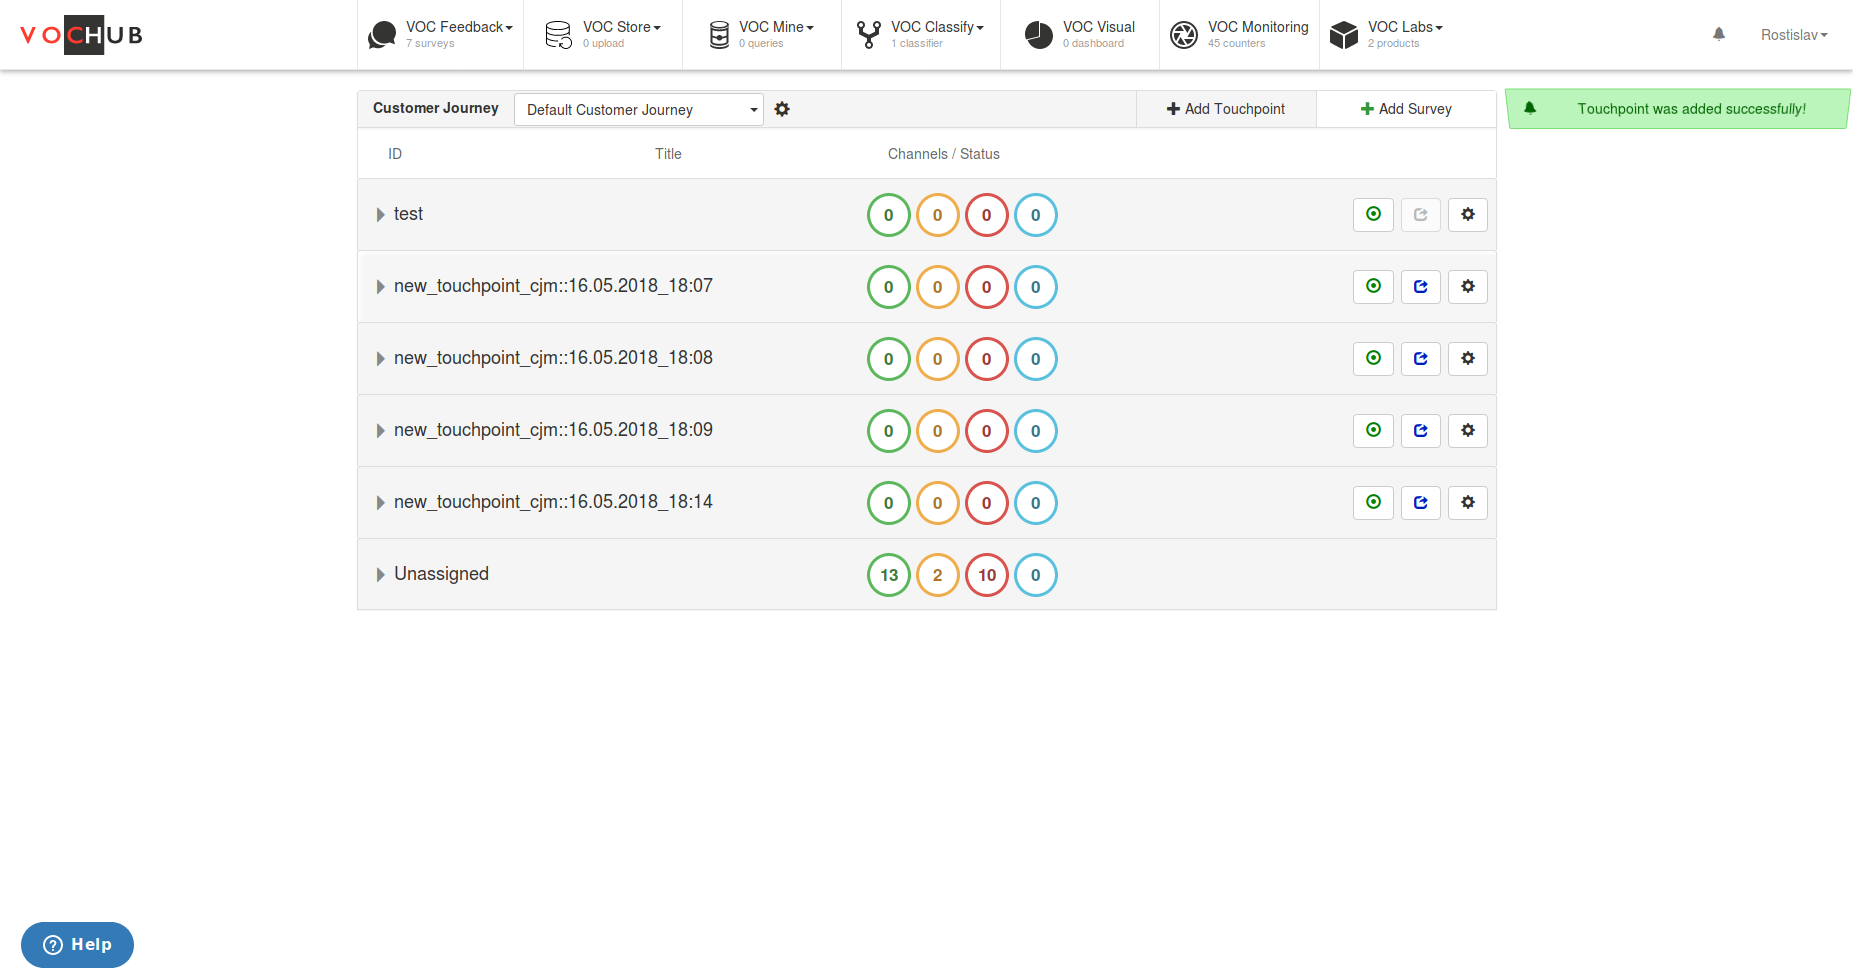 VOCHUB
VOC Feedback
7 surveys
VOC Store
0 upload
VOC Mine
0 queries
VOC Classify
1 classifier
VOC Visual
0 dashboard
VOC Monitoring
45 counters
VOC Labs
2 products
Rostislav
Customer Journey
Default Customer Journey
Add Touchpoint
Add Survey
Touchpoint was added successfully!
ID Title Channels / Status
test 0 0 0 0
new_touchpoint_cjm::16.05.2018_18:07 0 0 0 0
new_touchpoint_cjm::16.05.2018_18:08 0 0 0 0
new_touchpoint_cjm::16.05.2018_18:09 0 0 0 0
new_touchpoint_cjm::16.05.2018_18:14 0 0 0 0
Unassigned 13 2 10 0
Help